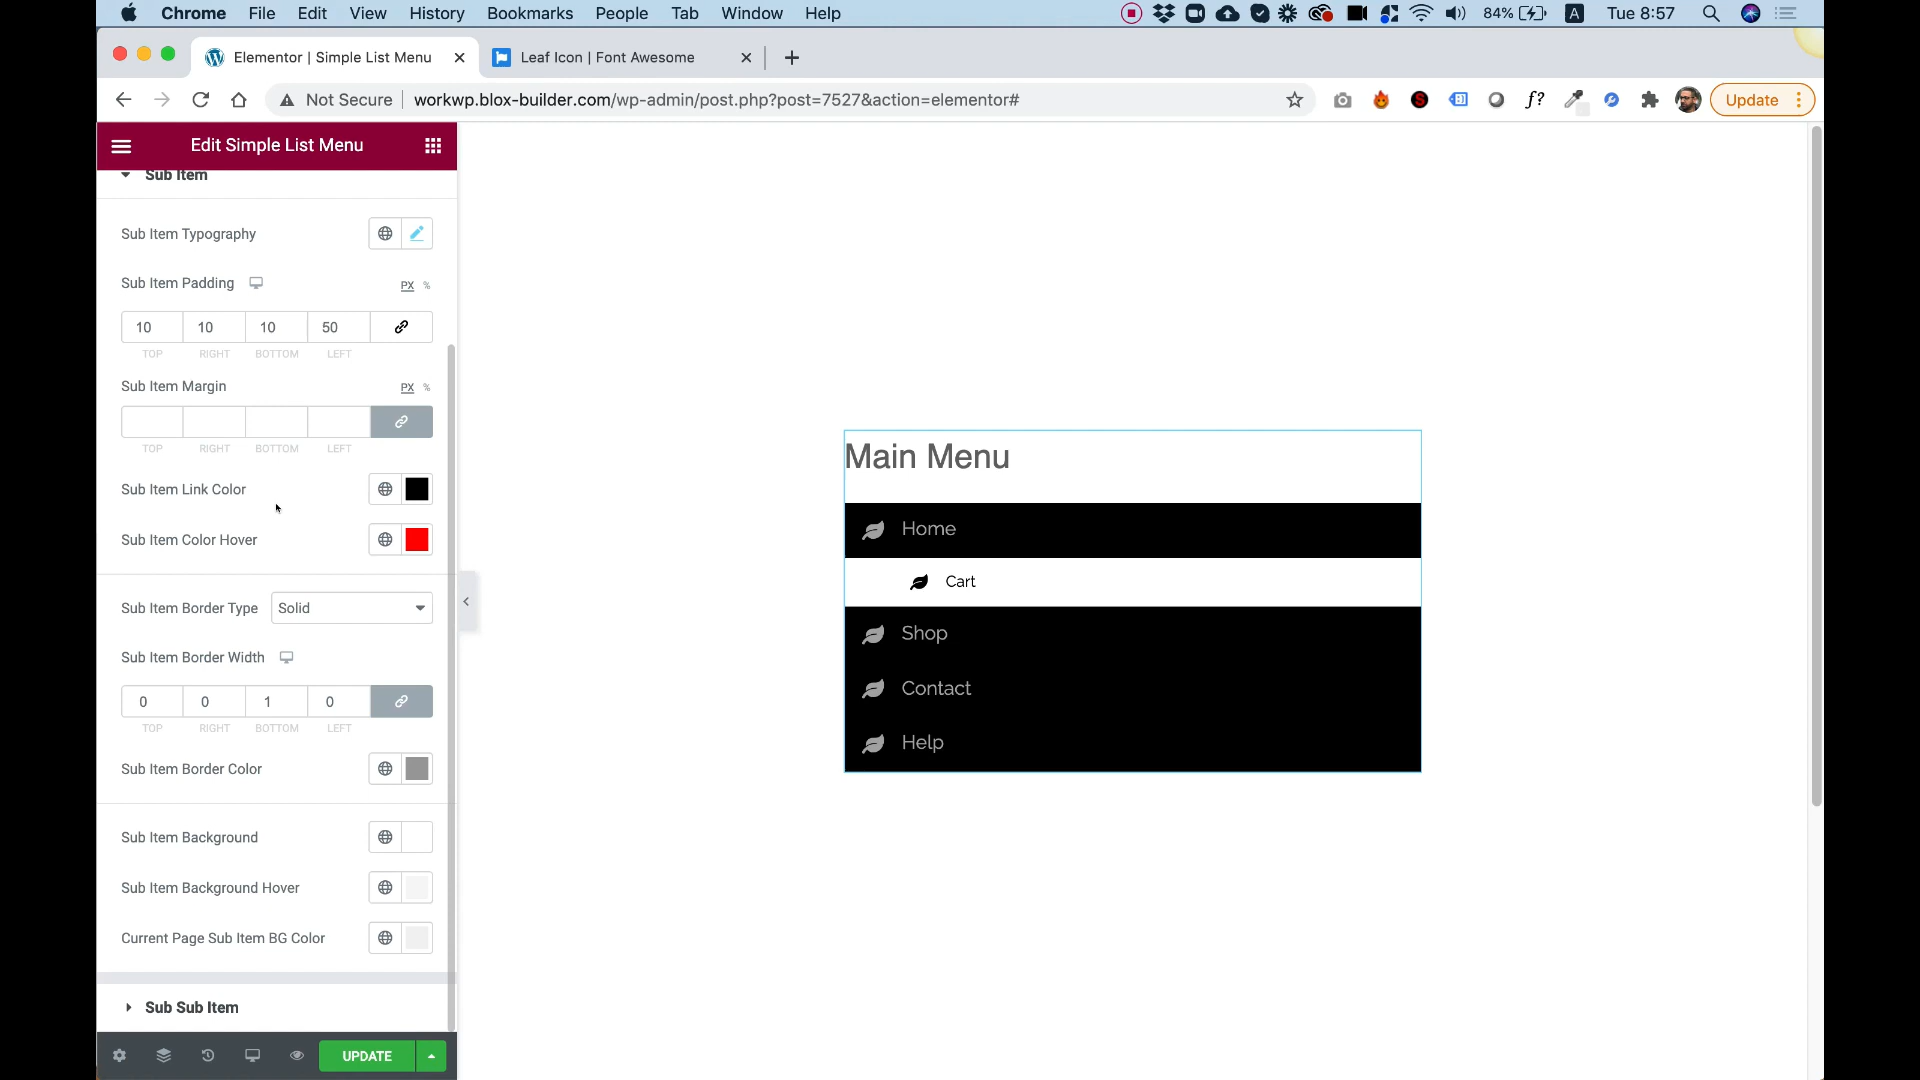 Chrome File Edit View History Bookmarks People Tab Window Help 84% A Tue 8:57
Elementor | Simple List Menu
Leaf Icon | Font Awesome
Not Secure workwp.blox-builder.com/wp-admin/post.php?post=7527&action=elementor# f? Update
Edit Simple List Menu
Sub Item
Sub Item Typography
Sub Item Padding PX %
10 10 10 50
TOP RIGHT BOTTOM LEFT
Sub Item Margin PX %
TOP RIGHT BOTTOM LEFT
Sub Item Link Color
Sub Item Color Hover
Sub Item Border Type Solid
Sub Item Border Width
0 0 1 0
TOP RIGHT BOTTOM LEFT
Sub Item Border Color
Sub Item Background
Sub Item Background Hover
Current Page Sub Item BG Color
Sub Sub Item
UPDATE
Main Menu
Home
Cart
Shop
Contact
Help